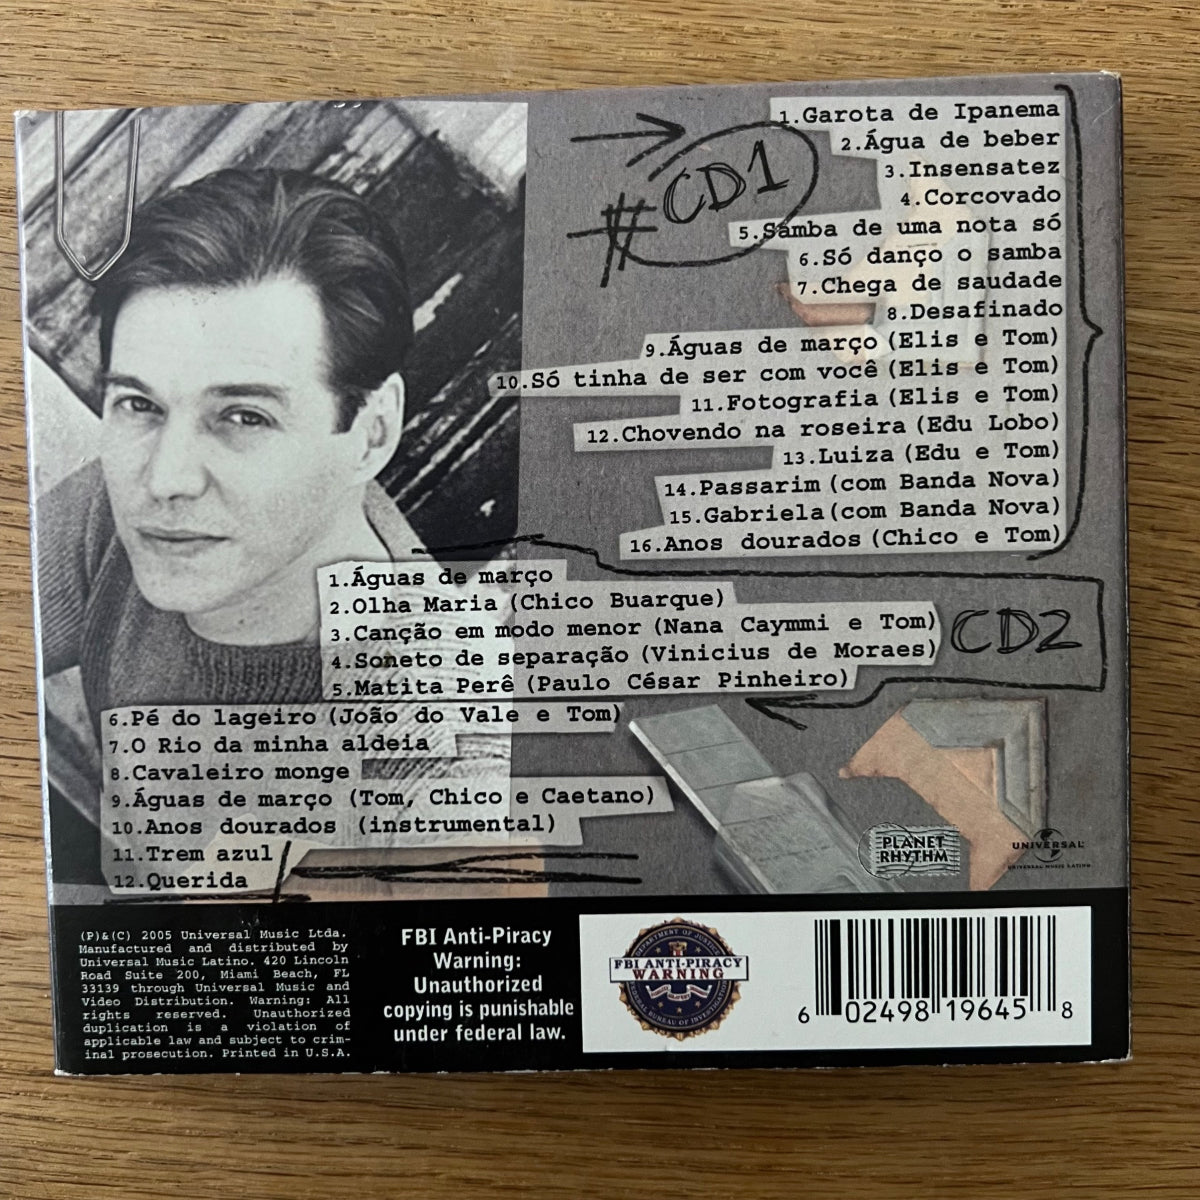 # CD1
1.Garota de Ipanema
2.Água de beber
3.Insensatez
4.Corcovado
5.Samba de uma nota só
6.Só danço o samba
7.Chega de saudade
8.Desafinado
9.Águas de março (Elis e Tom)
10.Só tinha de ser com você (Elis e Tom)
11.Fotografia (Elis e Tom)
12.Chovendo na roseira (Edu Lobo)
13.Luiza (Edu e Tom)
14.Passarim (com Banda Nova)
15.Gabriela (com Banda Nova)
16.Anos dourados (Chico e Tom)
CD2
1.Águas de março
2.Olha Maria (Chico Buarque)
3.Canção em modo menor (Nana Caymmi e Tom)
4.Soneto de separação (Vinicius de Moraes)
5.Matita Perê (Paulo César Pinheiro)
6.Pé do lageiro (João do Vale e Tom)
7.O Rio da minha aldeia
8.Cavaleiro monge
9.Águas de março (Tom, Chico e Caetano)
10.Anos dourados (instrumental)
11.Trem azul
12.Querida
PLANET
RHYTHM
UNIVERSAL
UNIVERSAL MUSIC LATINO
(P)&(C) 2005 Universal Music Ltda.
Manufactured and distributed by
Universal Music Latino. 420 Lincoln
Road Suite 200, Miami Beach, FL
33139 through Universal Music and
Video Distribution. Warning: All
rights reserved. Unauthorized
duplication is a violation of
applicable law and subject to crim-
inal prosecution. Printed in U.S.A.
FBI Anti-Piracy
Warning:
Unauthorized
copying is punishable
under federal law.
DEPARTMENT OF JUSTICE
FBI ANTI-PIRACY
WARNING
FEDERAL BUREAU OF INVESTIGATION
6 02498 19645 8